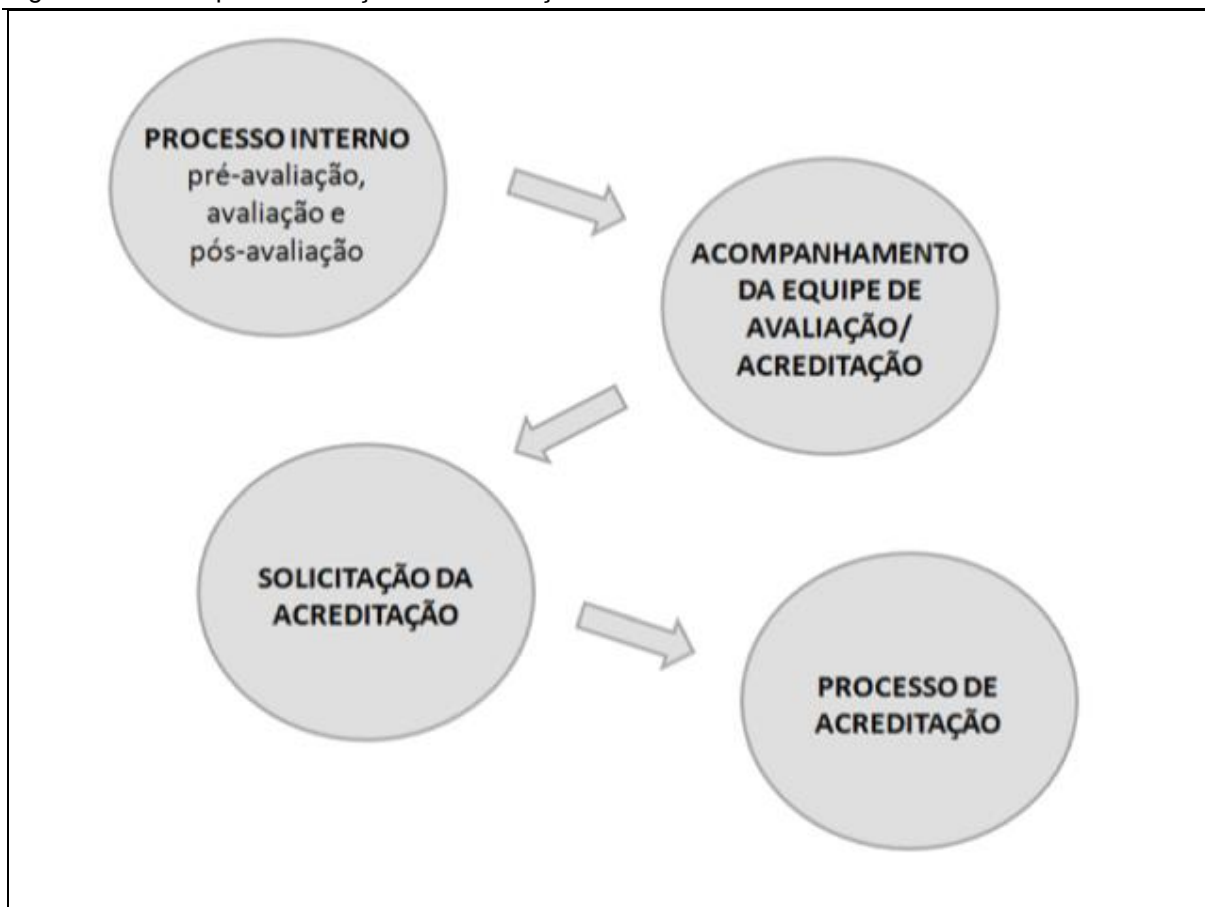 PROCESSO INTERNO
pré-avaliação,
avaliação e
pós-avaliação
ACOMPANHAMENTO
DA EQUIPE DE
AVALIAÇÃO/
ACREDITAÇÃO
SOLICITAÇÃO DA
ACREDITAÇÃO
PROCESSO DE
ACREDITAÇÃO